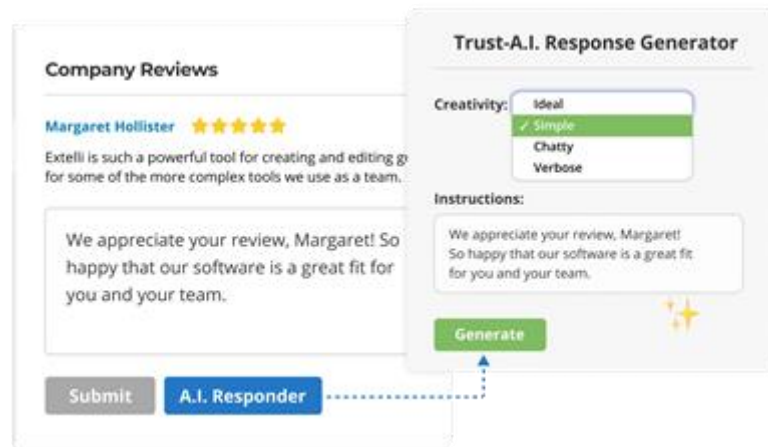 Company Reviews
Margaret Hollister
Extelli is such a powerful tool for creating and editing
for some of the more complex tools we use as a team.
We appreciate your review, Margaret! So
happy that our software is a great fit for
you and your team.
Submit
A.I. Responder
Trust-A.I. Response Generator
Creativity:
Ideal
✓ Simple
Chatty
Verbose
Instructions:
We appreciate your review, Margaret!
So happy that our software is a great fit
for you and your team.
Generate